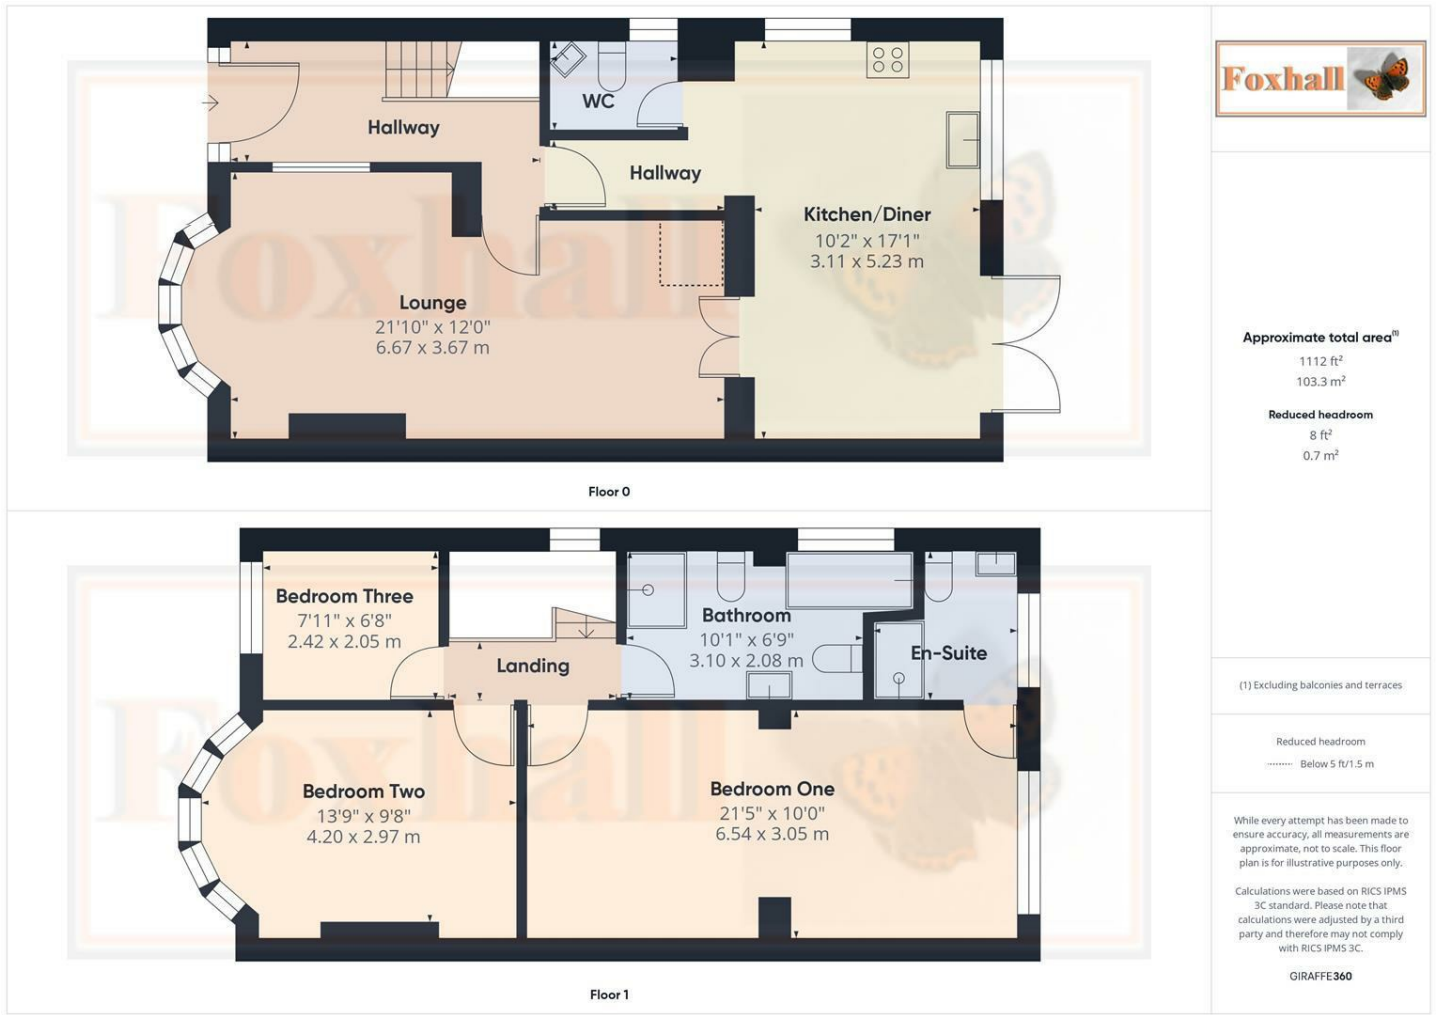 Foxhall
WC
Hallway
Hallway
Kitchen/Diner
10'2" x 17'1"
3.11 x 5.23 m
Lounge
21'10" x 12'0"
6.67 x 3.67 m
Foxhall
Floor 0
Approximate total area(1)
1112 ft²
103.3 m²
Reduced headroom
8 ft²
0.7 m²
Bedroom Three
7'11" x 6'8"
2.42 x 2.05 m
Landing
Bathroom
10'1" x 6'9"
3.10 x 2.08 m
En-Suite
Bedroom Two
13'9" x 9'8"
4.20 x 2.97 m
Bedroom One
21'5" x 10'0"
6.54 x 3.05 m
Foxhall
Floor 1
(1) Excluding balconies and terraces
Reduced headroom
Below 5 ft/1.5 m
While every attempt has been made to
ensure accuracy, all measurements are
approximate, not to scale. This floor
plan is for illustrative purposes only.
Calculations were based on RICS IPMS
3C standard. Please note that
calculations were adjusted by a third
party and therefore may not comply
with RICS IPMS 3C.
GIRAFFE360